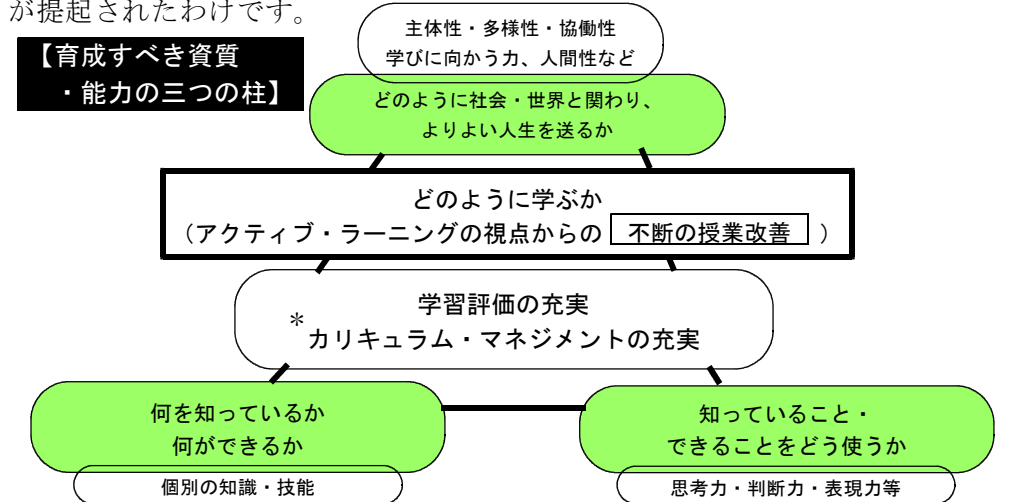 が提起されたわけです。
【育成すべき資質
・能力の三つの柱】
主体性・多様性・協働性
学びに向かう力、人間性など
どのように社会・世界と関わり、
よりよい人生を送るか
どのように学ぶか
（アクティブ・ラーニングの視点からの 不断の授業改善 ）
学習評価の充実
＊カリキュラム・マネジメントの充実
何を知っているか
何ができるか
個別の知識・技能
知っていること・
できることをどう使うか
思考力・判断力・表現力等